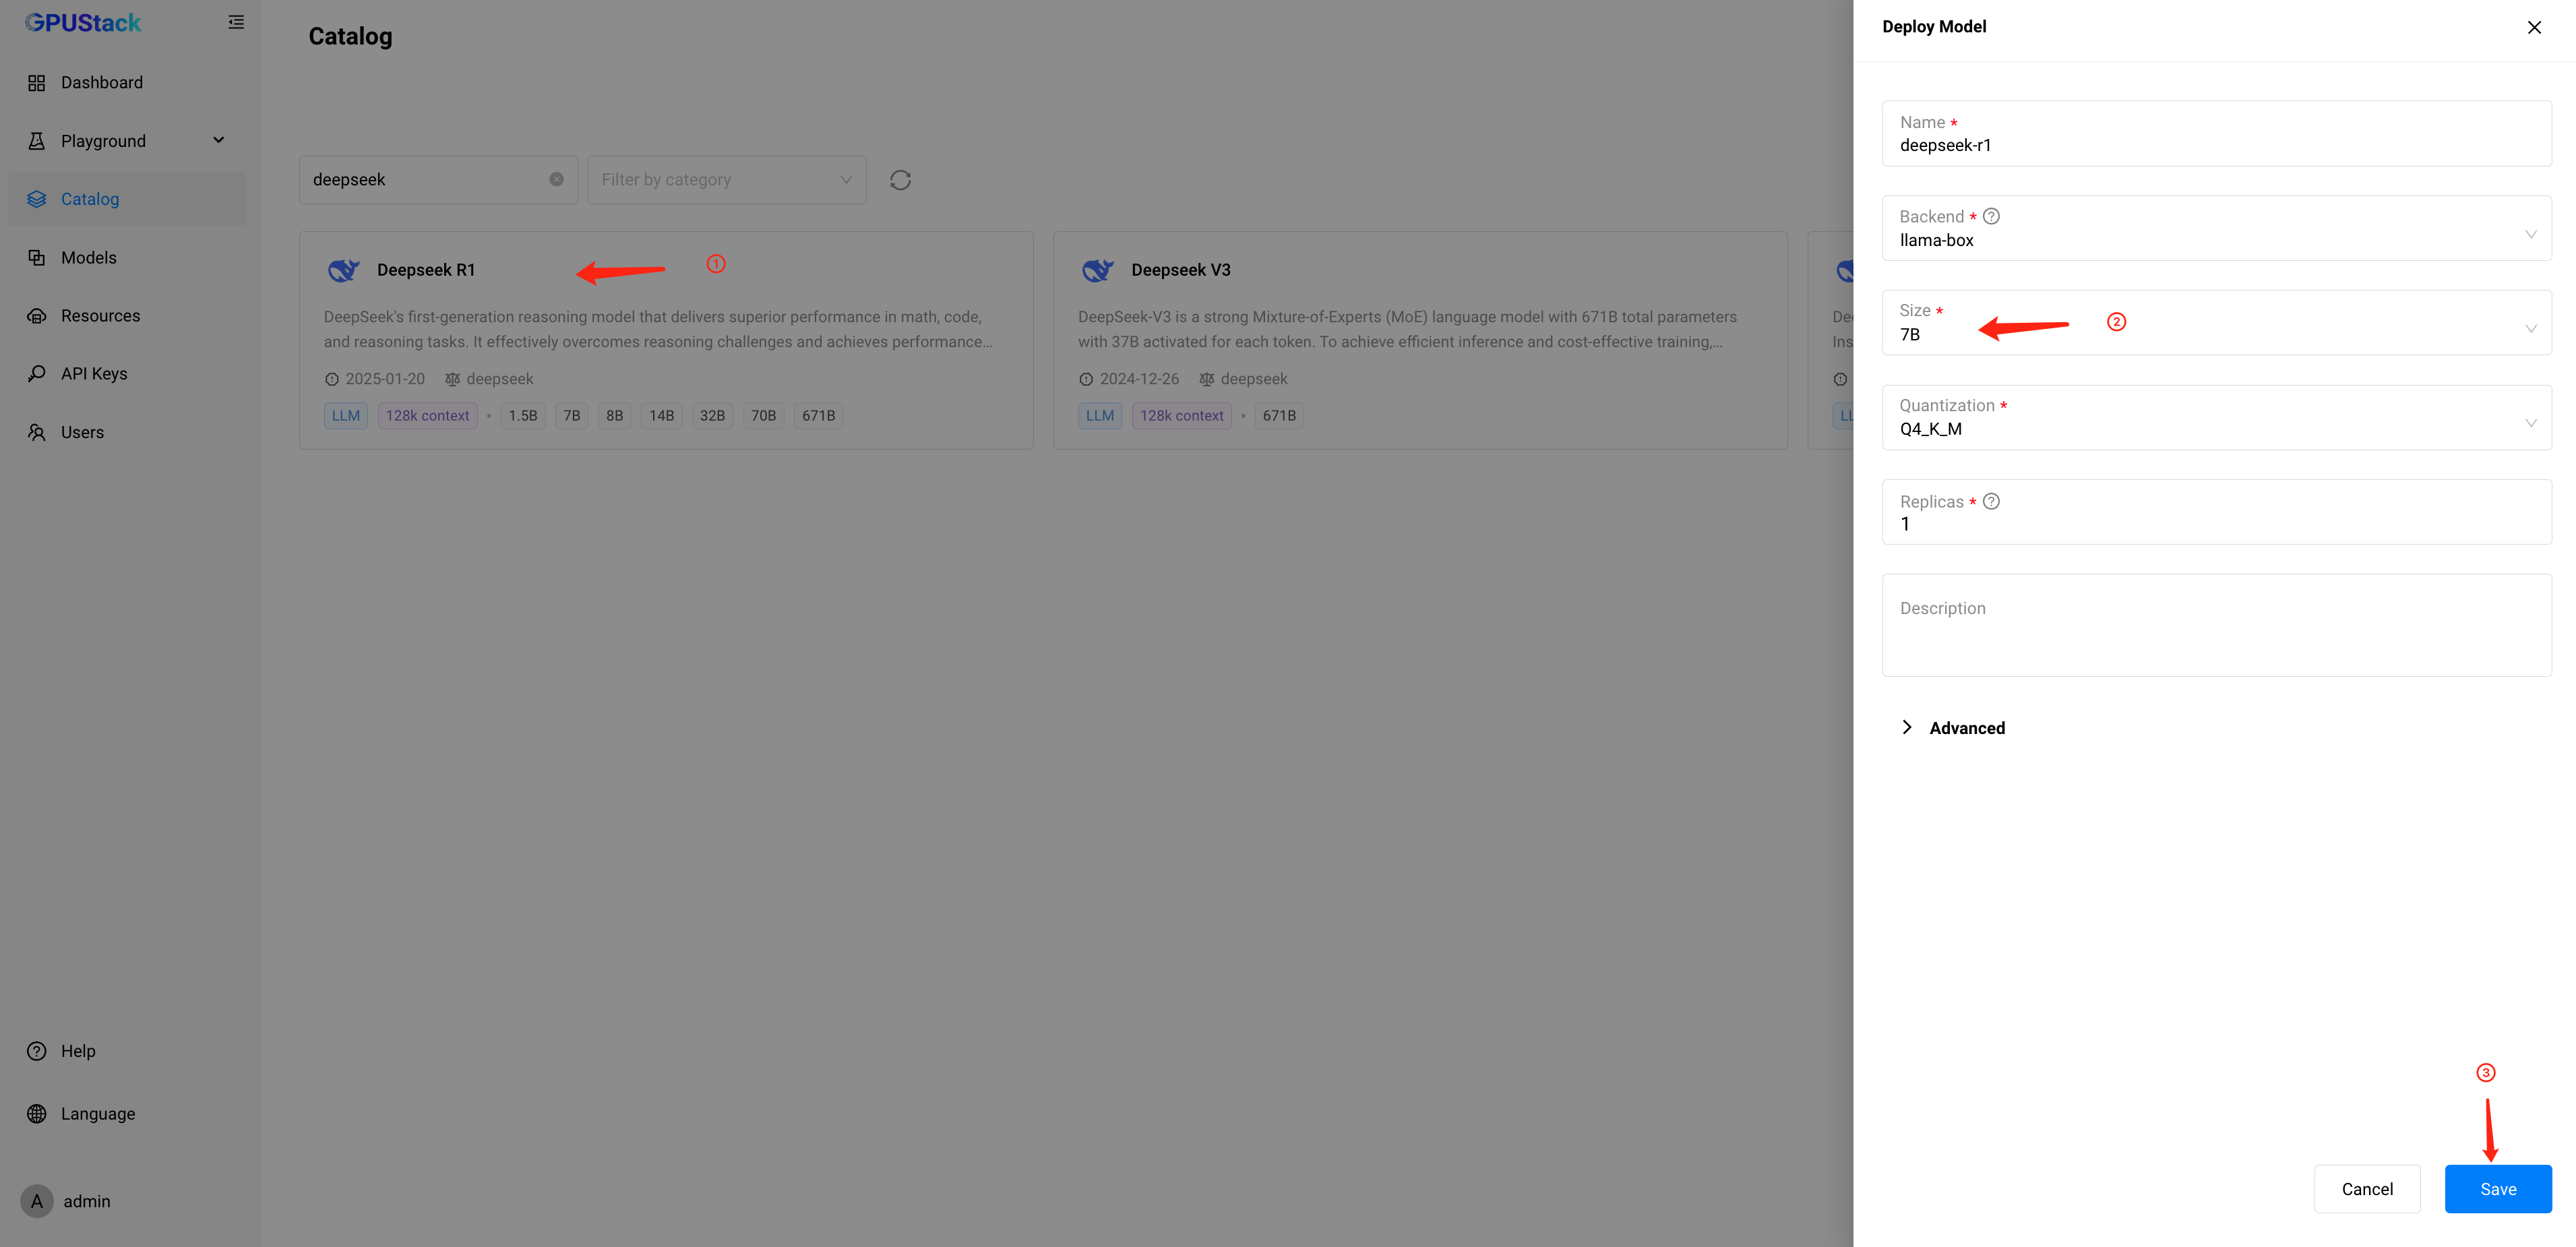 GPUStack
Dashboard
Playground
Catalog
Models
Resources
API Keys
Users
Help
Language
A admin
Catalog
deepseek
Filter by category
Deepseek R1
①
DeepSeek's first-generation reasoning model that delivers superior performance in math, code,
and reasoning tasks. It effectively overcomes reasoning challenges and achieves performance...
2025-01-20 deepseek
LLM 128k context • 1.5B 7B 8B 14B 32B 70B 671B
Deepseek V3
DeepSeek-V3 is a strong Mixture-of-Experts (MoE) language model with 671B total parameters
with 37B activated for each token. To achieve efficient inference and cost-effective training,...
2024-12-26 deepseek
LLM 128k context • 671B
Deploy Model
Name *
deepseek-r1
Backend * ?
llama-box
Size *
7B
②
Quantization *
Q4_K_M
Replicas * ?
1
Description
Advanced
③
Cancel
Save